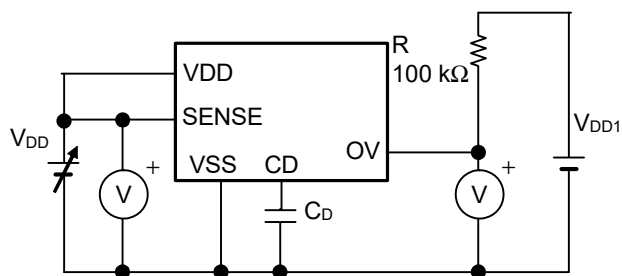 R
100 kΩ
VDD
SENSE
VDD
VDD1
OV
+
V
VSS
CD
+
V
CD